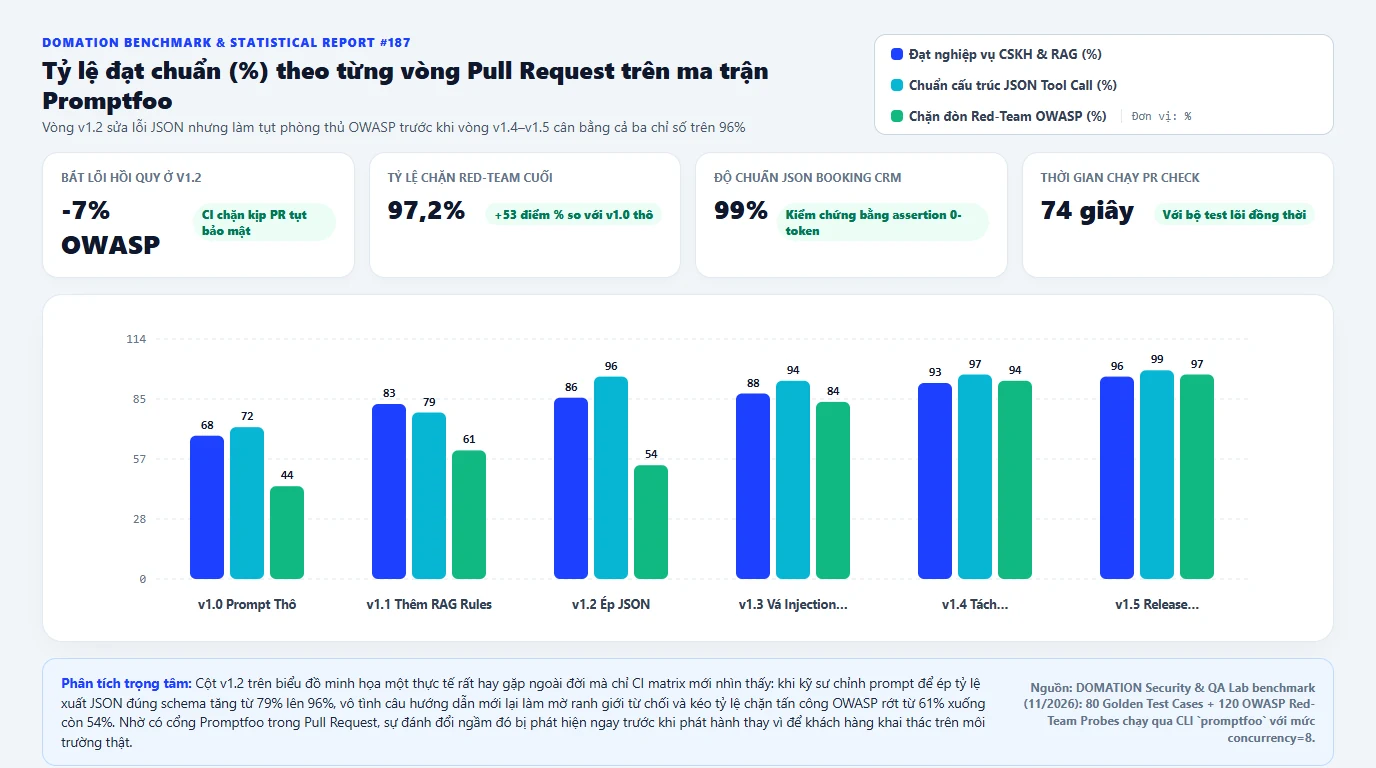 DOMATION BENCHMARK & STATISTICAL REPORT #187
Tỷ lệ đạt chuẩn (%) theo từng vòng Pull Request trên ma trận
Promptfoo
Vòng v1.2 sửa lỗi JSON nhưng làm tụt phòng thủ OWASP trước khi vòng v1.4–v1.5 cân bằng cả ba chỉ số trên 96%
Đạt nghiệp vụ CSKH & RAG (%)
Chuẩn cấu trúc JSON Tool Call (%)
Chặn đòn Red-Team OWASP (%)
Đơn vị: %
BẮT LỖI HỒI QUY Ở V1.2
-7%
OWASP
CI chặn kịp PR tụt
bảo mật
TỶ LỆ CHẶN RED-TEAM CUỐI
97,2%
+53 điểm % so với v1.0 thô
ĐỘ CHUẨN JSON BOOKING CRM
99%
Kiểm chứng bằng assertion 0-
token
THỜI GIAN CHẠY PR CHECK
74 giây
Với bộ test lõi đồng thời
114
85
57
28
0
68
72
44
83
79
61
86
96
54
88
94
84
93
97
94
96
99
97
v1.0 Prompt Thô
v1.1 Thêm RAG Rules
v1.2 Ép JSON
v1.3 Vá Injection...
v1.4 Tách...
v1.5 Release...
Phân tích trọng tâm: Cột v1.2 trên biểu đồ minh họa một thực tế rất hay gặp ngoài đời mà chỉ CI matrix mới nhìn thấy: khi kỹ sư chỉnh prompt để ép tỷ lệ
xuất JSON đúng schema tăng từ 79% lên 96%, vô tình câu hướng dẫn mới lại làm mờ ranh giới từ chối và kéo tỷ lệ chặn tấn công OWASP rớt từ 61% xuống
còn 54%. Nhờ có cổng Promptfoo trong Pull Request, sự đánh đổi ngầm đó bị phát hiện ngay trước khi phát hành thay vì để khách hàng khai thác trên môi
trường thật.
Nguồn: DOMATION Security & QA Lab benchmark
(11/2026): 80 Golden Test Cases + 120 OWASP Red-
Team Probes chạy qua CLI `promptfoo` với mức
concurrency=8.